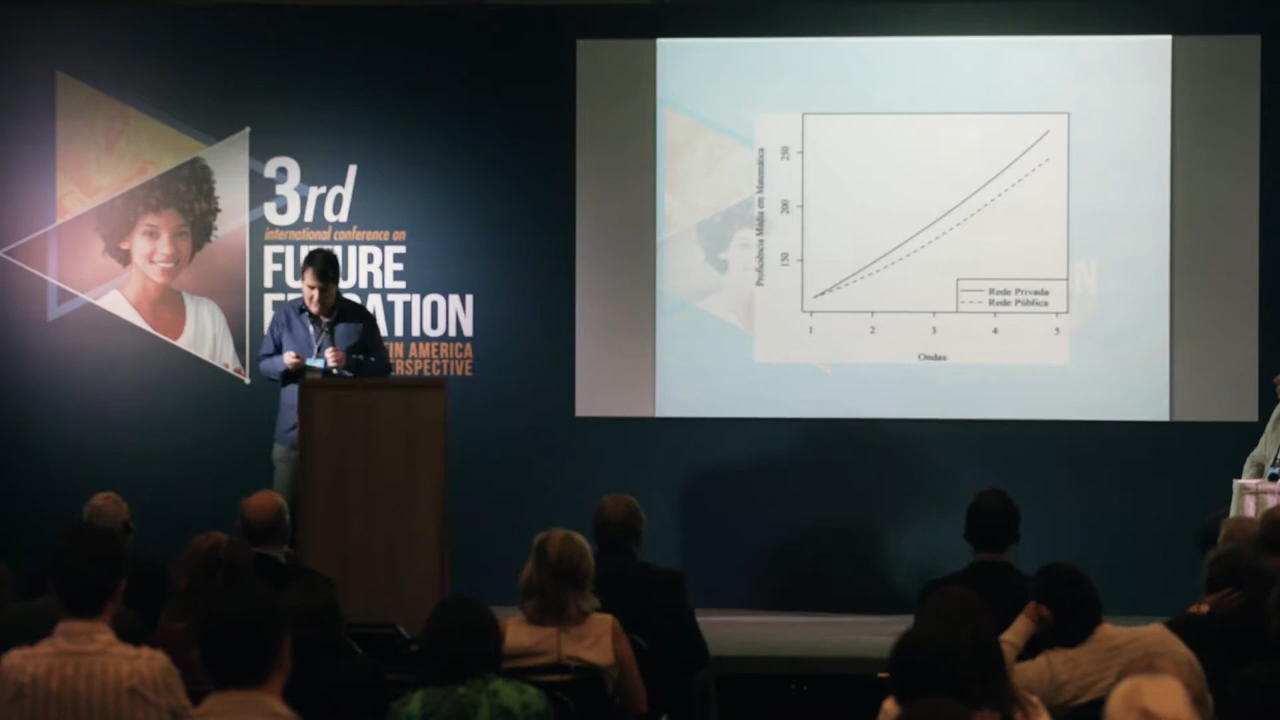 3rd
international conference on
FU URE
E ATION
IN AMERICA
ERSPECTIVE
Proficiência Média em Matemática
250
200
150
Rede Privada
Rede Pública
1 2 3 4 5
Ondas